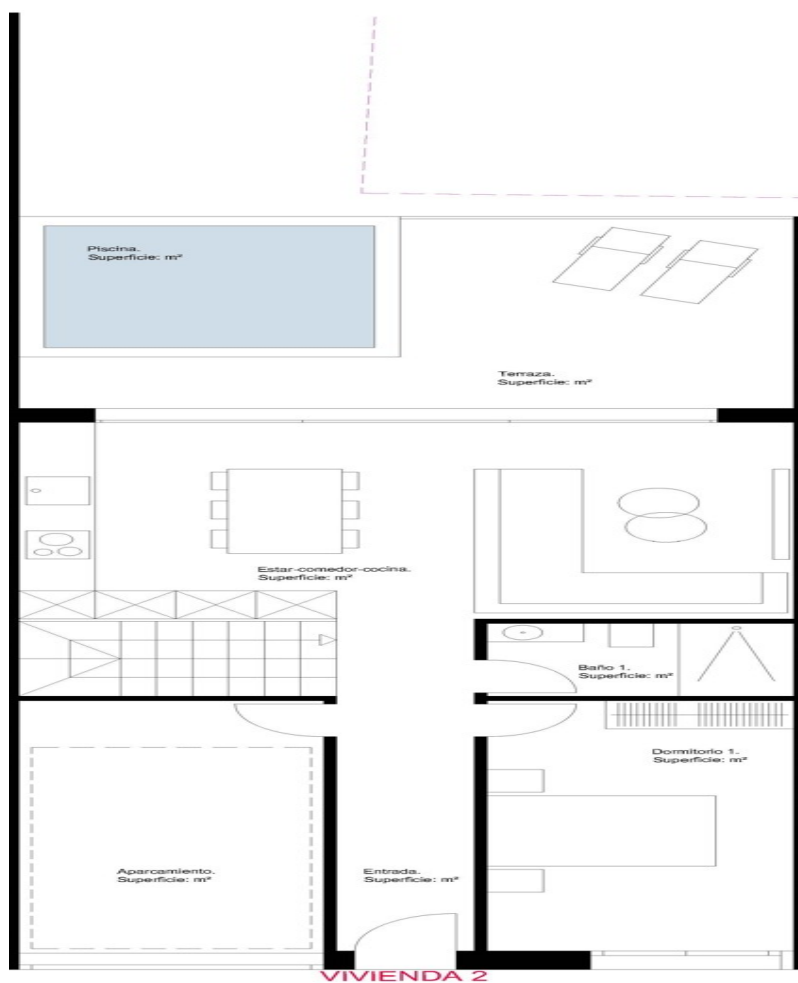 Piscina.
Superficie: m²
Terraza.
Superficie: m²
Estar-comedor-cocina.
Superficie: m²
Baño 1.
Superficie: m²
Dormitorio 1.
Superficie: m²
Aparcamiento.
Superficie: m²
Entrada.
Superficie: m²
VIVIENDA 2